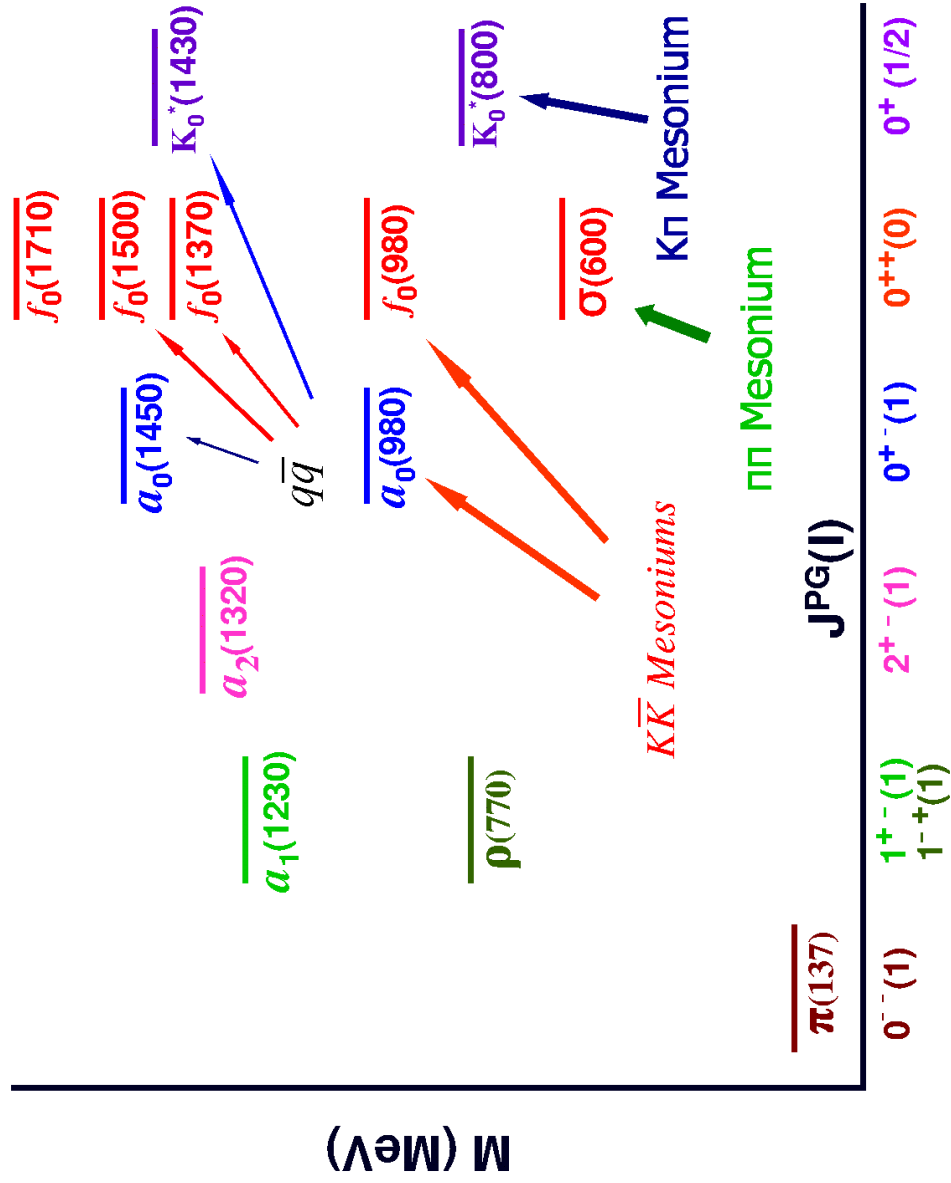 M (MeV)
f₀(1710)
f₀(1500)
f₀(1370)
K₀*(1430)
a₀(1450)
a₂(1320)
a₁(1230)
qq̅
a₀(980)
f₀(980)
K₀*(800)
ρ(770)
σ(600)
KK̅ Mesoniums
ππ Mesonium
Kπ Mesonium
π(137)
Jᴾᴳ(I)
0⁻ ⁻(1)
1⁺ ⁻(1)
1⁻ ⁺(1)
2⁺ ⁻(1)
0⁺ ⁻(1)
0⁺⁺(0)
0⁺ (1/2)